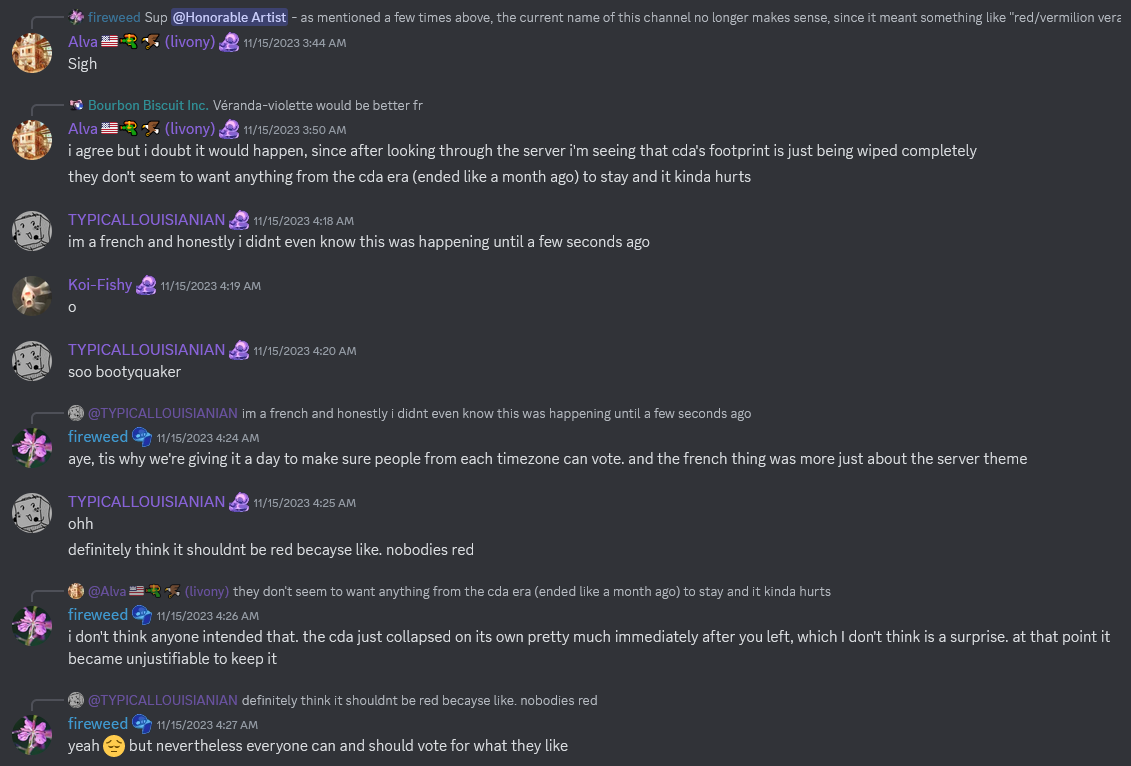 fireweed Sup @Honorable Artist - as mentioned a few times above, the current name of this channel no longer makes sense, since it meant something like "red/vermilion vera
Alva (livony) 11/15/2023 3:44 AM
Sigh
Bourbon Biscuit Inc. Véranda-violette would be better fr
Alva (livony) 11/15/2023 3:50 AM
i agree but i doubt it would happen, since after looking through the server i'm seeing that cda's footprint is just being wiped completely
they don't seem to want anything from the cda era (ended like a month ago) to stay and it kinda hurts
TYPICALLOUISIANIAN 11/15/2023 4:18 AM
im a french and honestly i didnt even know this was happening until a few seconds ago
Koi-Fishy 11/15/2023 4:19 AM
o
TYPICALLOUISIANIAN 11/15/2023 4:20 AM
soo bootyquaker
@TYPICALLOUISIANIAN im a french and honestly i didnt even know this was happening until a few seconds ago
fireweed 11/15/2023 4:24 AM
aye, tis why we're giving it a day to make sure people from each timezone can vote. and the french thing was more just about the server theme
TYPICALLOUISIANIAN 11/15/2023 4:25 AM
ohh
definitely think it shouldnt be red becayse like. nobodies red
@Alva (livony) they don't seem to want anything from the cda era (ended like a month ago) to stay and it kinda hurts
fireweed 11/15/2023 4:26 AM
i don't think anyone intended that. the cda just collapsed on its own pretty much immediately after you left, which I don't think is a surprise. at that point it
became unjustifiable to keep it
@TYPICALLOUISIANIAN definitely think it shouldnt be red becayse like. nobodies red
fireweed 11/15/2023 4:27 AM
yeah 😔 but nevertheless everyone can and should vote for what they like